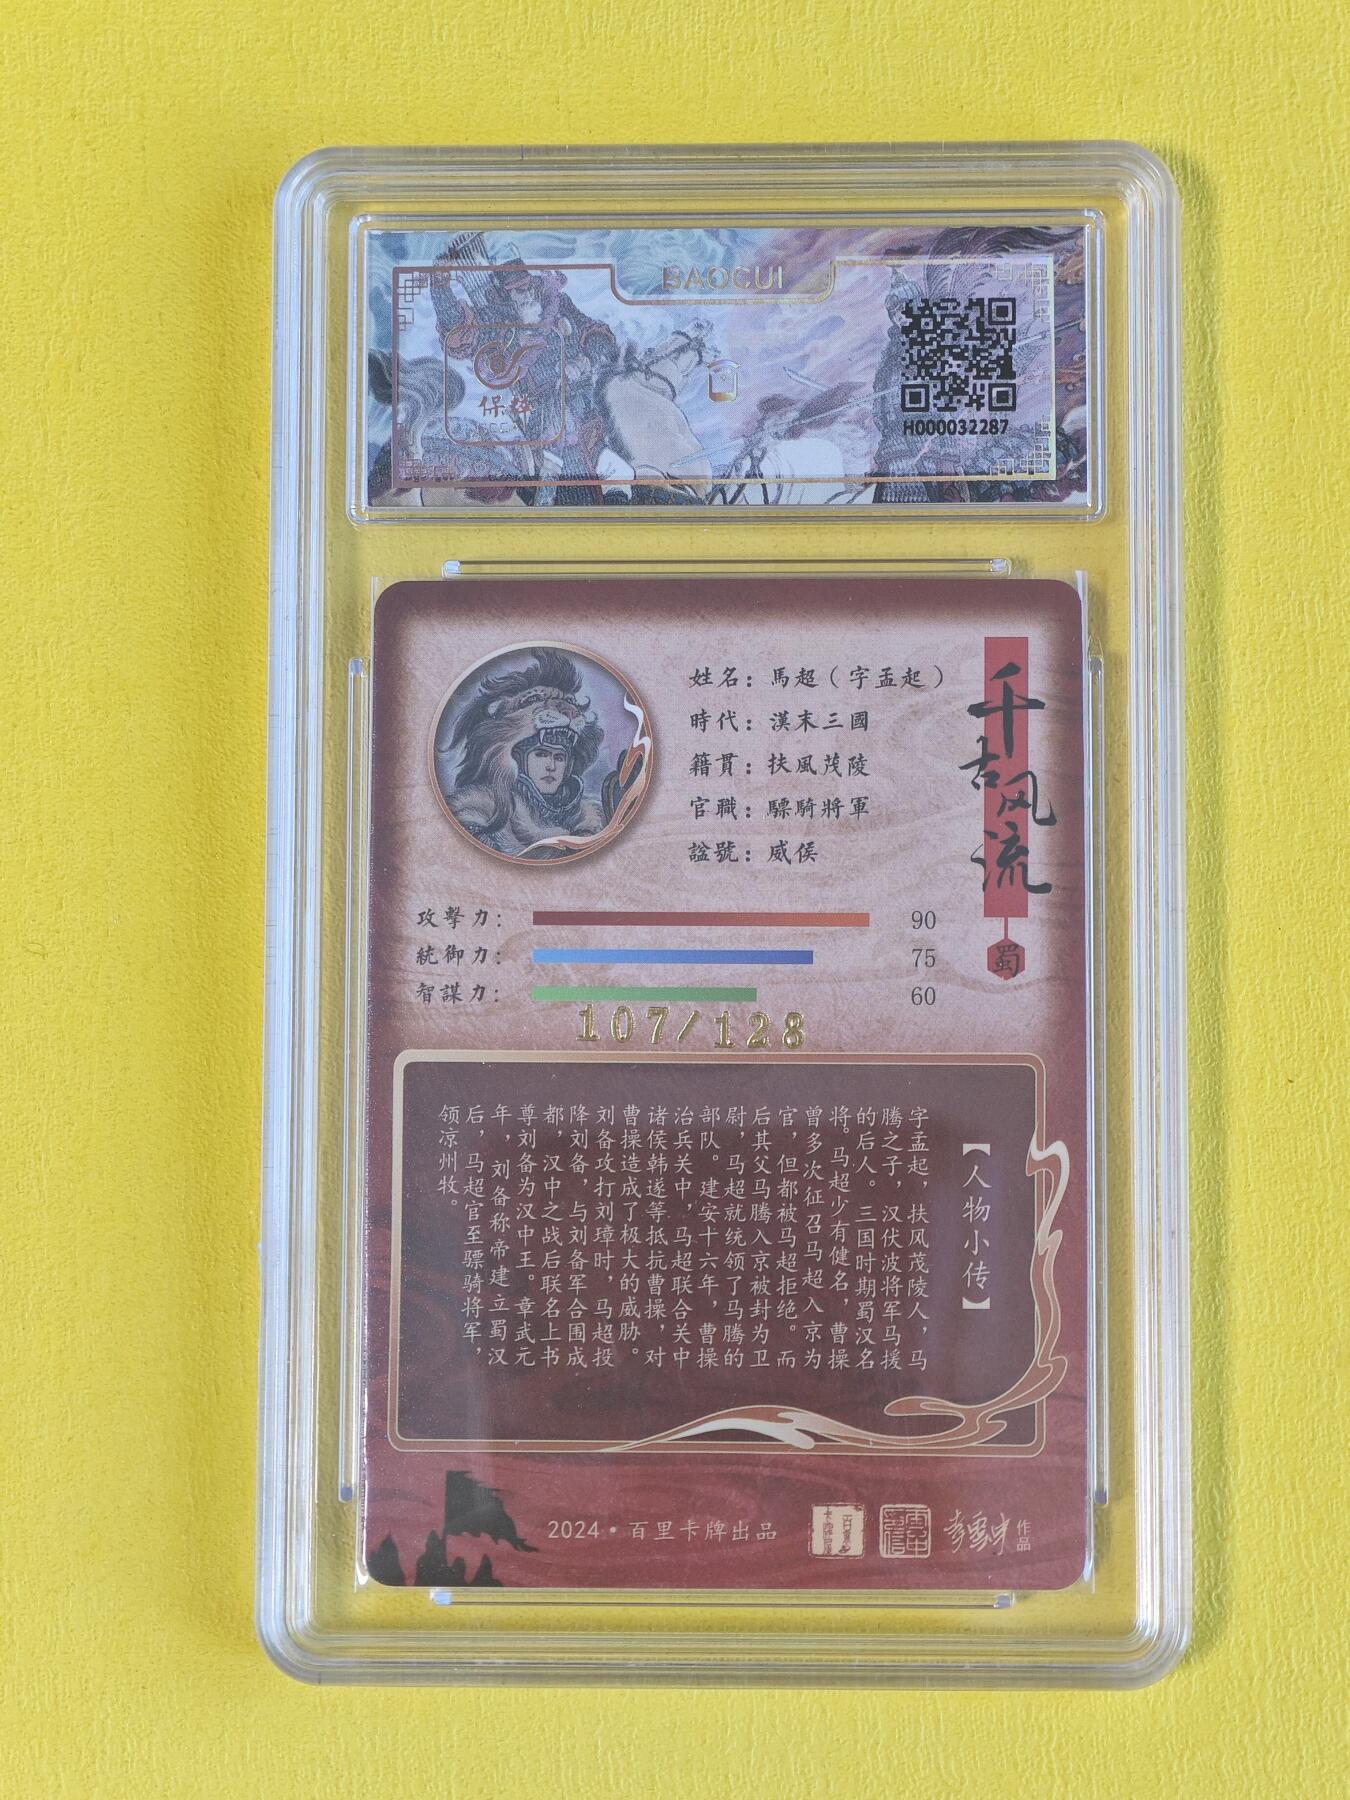 BAOCUI
保粹
H000032287
姓名：馬超（字孟起）
時代：漢末三國
籍貫：扶風茂陵
官職：驃騎將軍
諡號：威侯
千古风流
蜀
攻擊力： 90
統御力： 75
智謀力： 60
107/128
【人物小传】
字孟起，扶风茂陵人，马
腾之子，汉伏波将军马援
的后人。三国时期蜀汉名
将。马超少有健名，曹操
曾多次征召马超入京为
官，但都被马超拒绝。而
后其父马腾入京被封为卫
尉，马超就统领了马腾的
部队。建安十六年，曹操
治兵关中，马超联合关中
诸侯韩遂等抵抗曹操，对
曹操造成了极大的威胁。
刘备攻打刘璋时，马超投
降刘备，与刘备军合围成
都，汉中之战后联名上书
尊刘备为汉中王。章武元
年，刘备称帝建立蜀汉
后，马超官至骠骑将军，
领凉州牧。
2024·百里卡牌出品
李雲中
作品